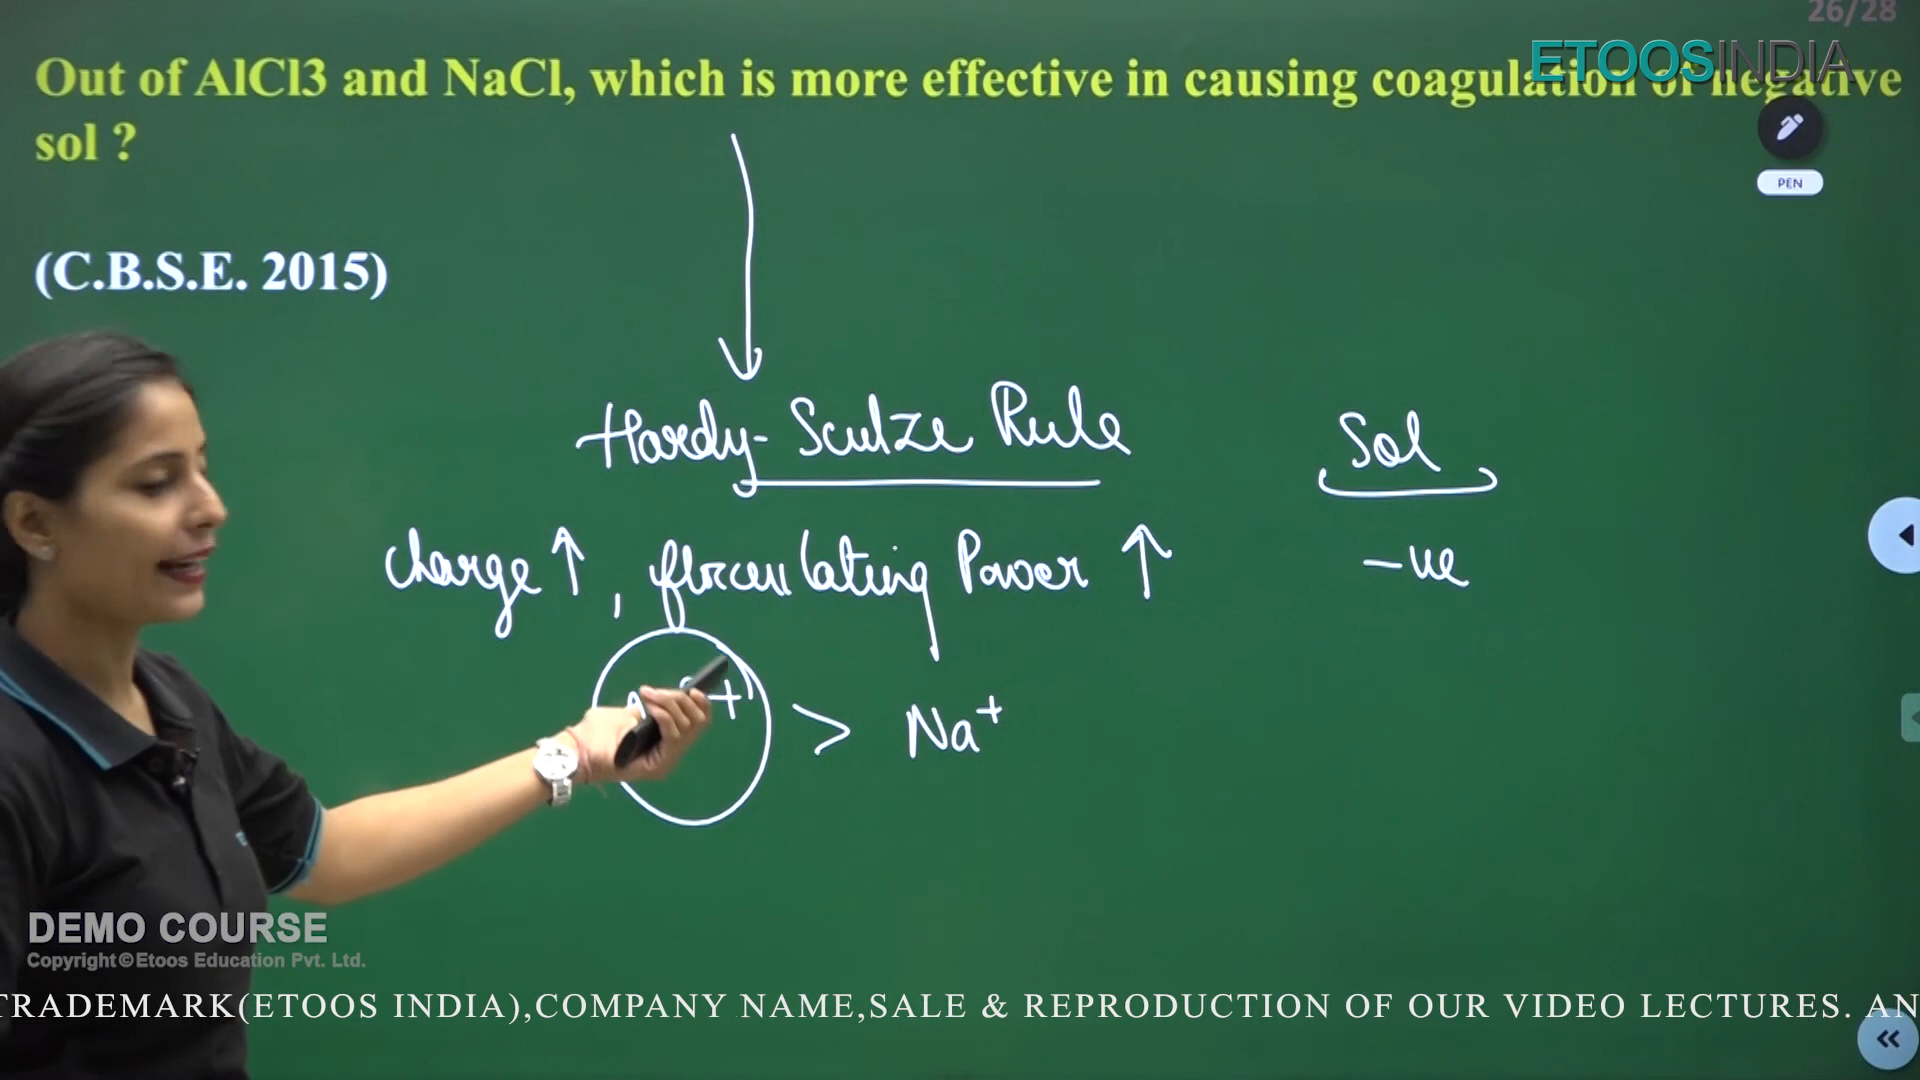 26/28
ETOOSINDIA
Out of AlCl3 and NaCl, which is more effective in causing coagulation of negative
sol ?
PEN
(C.B.S.E. 2015)
Hardy-Sculze Rule
Sol
charge ↑, flocculating Power ↑
-ve
+ > Na+
DEMO COURSE
Copyright©Etoos Education Pvt. Ltd.
TRADEMARK(ETOOS INDIA),COMPANY NAME,SALE & REPRODUCTION OF OUR VIDEO LECTURES. AN